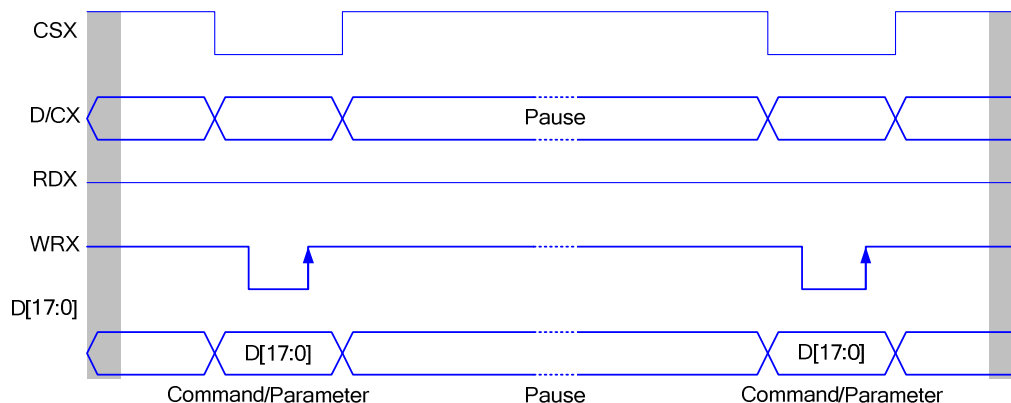 CSX
D/CX
Pause
RDX
WRX
D[17:0]
D[17:0]
D[17:0]
Command/Parameter
Pause
Command/Parameter